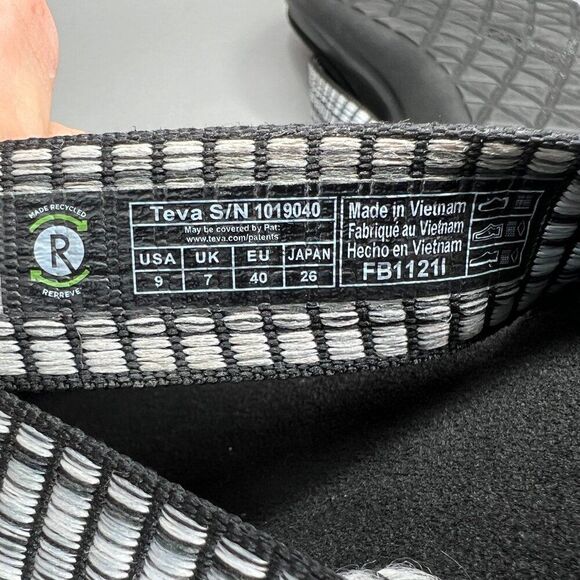 MADE RECYCLED
R
RERREVE
Teva S/N 1019040
May be covered by Pat:
www.teva.com/patents
USA UK EU JAPAN
9 7 40 26
Made in Vietnam
Fabriqué au Vietnam
Hecho en Vietnam
FB1121I